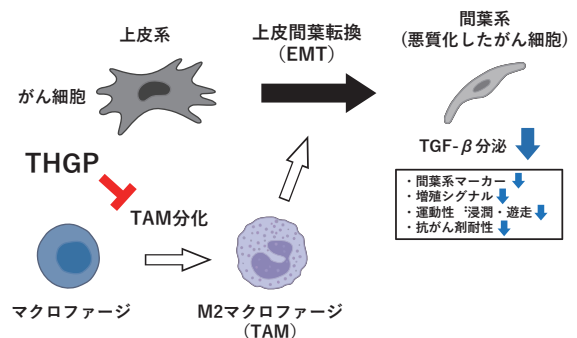 上皮系
上皮間葉転換
(EMT)
間葉系
(悪質化したがん細胞)
がん細胞
TGF-β分泌
THGP
・間葉系マーカー
・増殖シグナル
・運動性 浸潤・遊走
・抗がん剤耐性
TAM分化
マクロファージ
M2マクロファージ
(TAM)